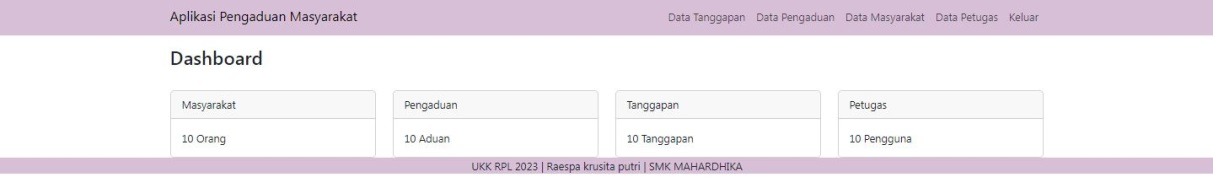 Aplikasi Pengaduan Masyarakat
Data Tanggapan Data Pengaduan Data Masyarakat Data Petugas Keluar
Dashboard
Masyarakat
10 Orang
Pengaduan
10 Aduan
Tanggapan
10 Tanggapan
Petugas
10 Pengguna
UKK RPL 2023 | Raespa krusita putri | SMK MAHARDHIKA